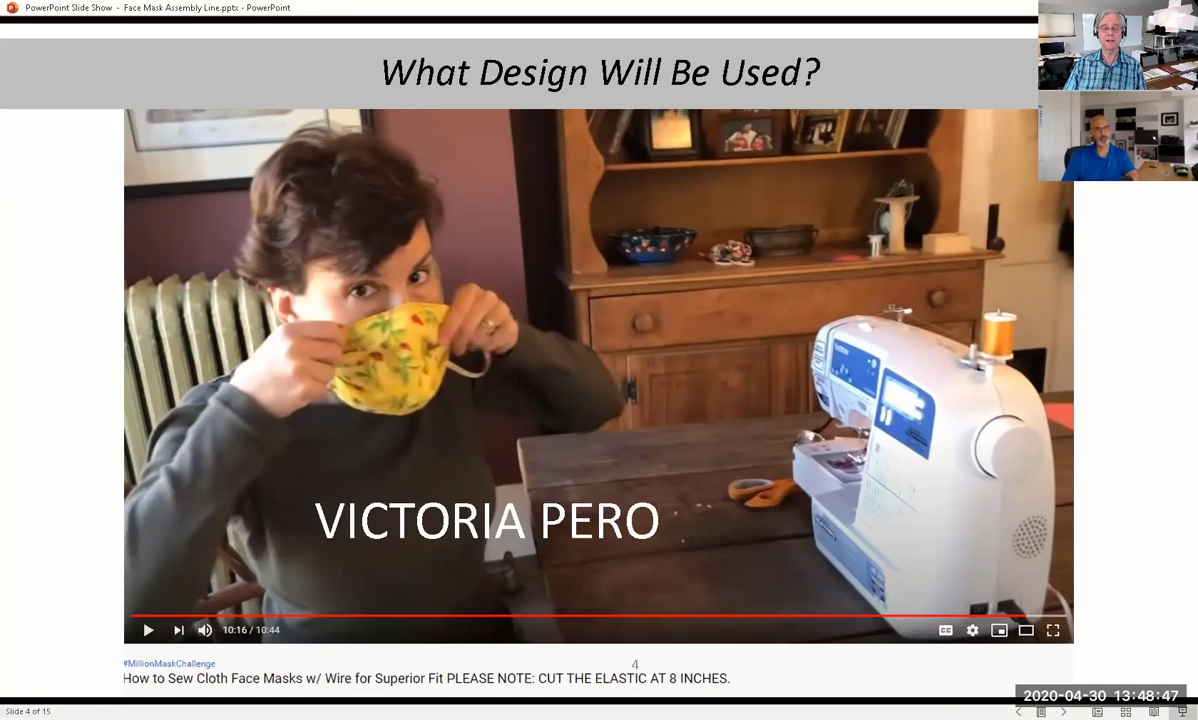 PowerPoint Slide Show - Face Mask Assembly Line.pptx - PowerPoint
What Design Will Be Used?
VICTORIA PERO
10:16 / 10:44
CC
#MillionMaskChallenge
4
How to Sew Cloth Face Masks w/ Wire for Superior Fit PLEASE NOTE: CUT THE ELASTIC AT 8 INCHES.
2020-04-30 13:48:47
Slide 4 of 15